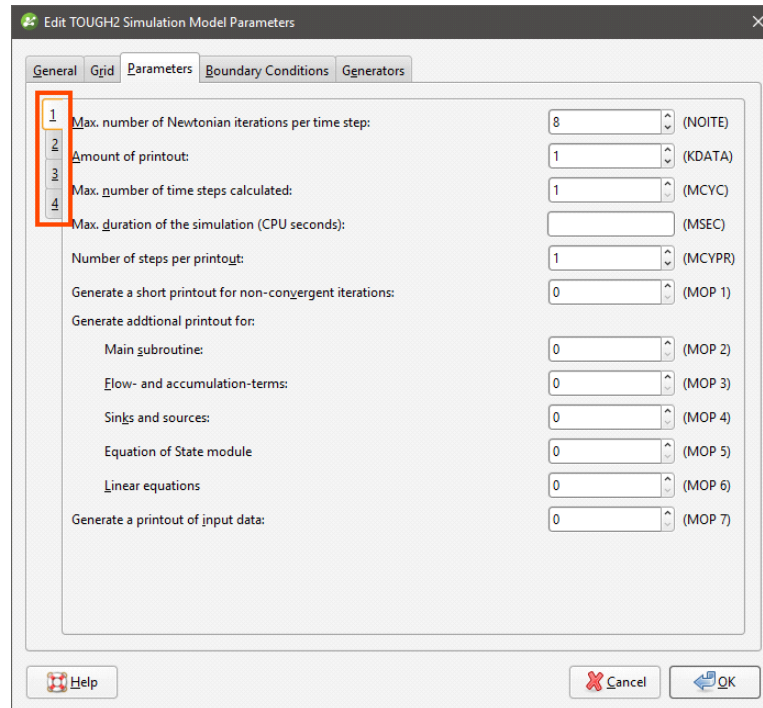 Edit TOUGH2 Simulation Model Parameters
General Grid Parameters Boundary Conditions Generators
1
2
3
4
Max. number of Newtonian iterations per time step: 8 (NOITE)
Amount of printout: 1 (KDATA)
Max. number of time steps calculated: 1 (MCYC)
Max. duration of the simulation (CPU seconds): (MSEC)
Number of steps per printout: 1 (MCYPR)
Generate a short printout for non-convergent iterations: 0 (MOP 1)
Generate addtional printout for:
Main subroutine: 0 (MOP 2)
Flow- and accumulation-terms: 0 (MOP 3)
Sinks and sources: 0 (MOP 4)
Equation of State module 0 (MOP 5)
Linear equations 0 (MOP 6)
Generate a printout of input data: 0 (MOP 7)
Help Cancel OK